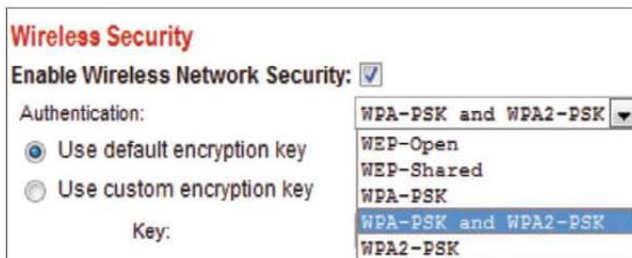 Wireless Security
Enable Wireless Network Security:
Authentication: WPA-PSK and WPA2-PSK
WEP-Open
Use default encryption key
WEP-Shared
Use custom encryption key
WPA-PSK
WPA-PSK and WPA2-PSK
Key:
WPA2-PSK